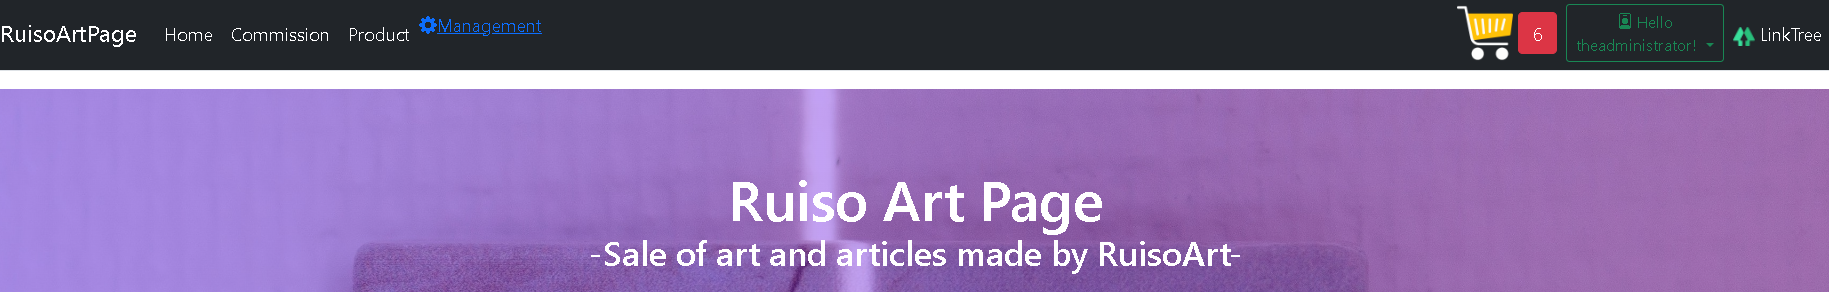 RuisoArtPage Home Commission Product Management 6 Hello LinkTree
theadministrator!
Ruiso Art Page
-Sale of art and articles made by RuisoArt-